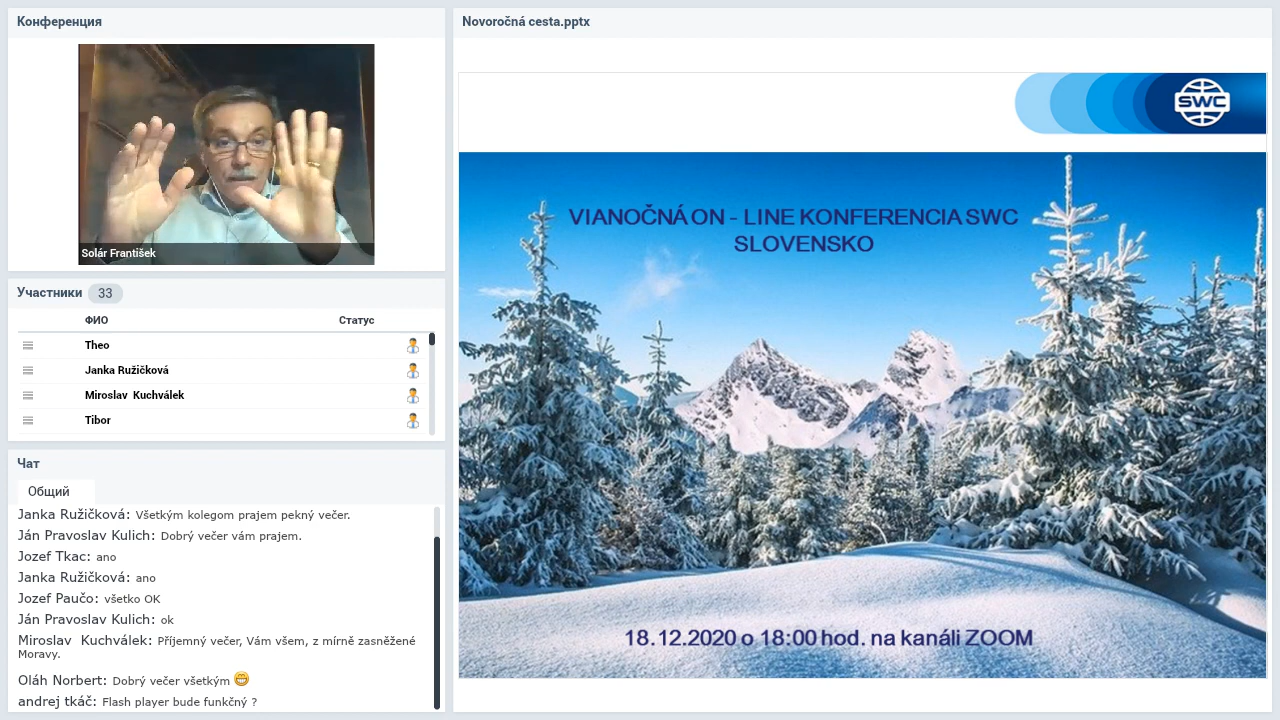 Конференция
Solár František
Участники 33
ФИО Статус
Theo
Janka Ružičková
Miroslav Kuchválek
Tibor
Чат
Общий
Janka Ružičková: Všetkým kolegom prajem pekný večer.
Ján Pravoslav Kulich: Dobrý večer vám prajem.
Jozef Tkac: ano
Janka Ružičková: ano
Jozef Paučo: všetko OK
Ján Pravoslav Kulich: ok
Miroslav Kuchválek: Příjemný večer, Vám všem, z mírně zasněžené
Moravy.
Oláh Norbert: Dobrý večer všetkým
andrej tkáč: Flash player bude funkčný ?
Novoročná cesta.pptx
SWC
VIANOČNÁ ON - LINE KONFERENCIA SWC
SLOVENSKO
18.12.2020 o 18:00 hod. na kanáli ZOOM